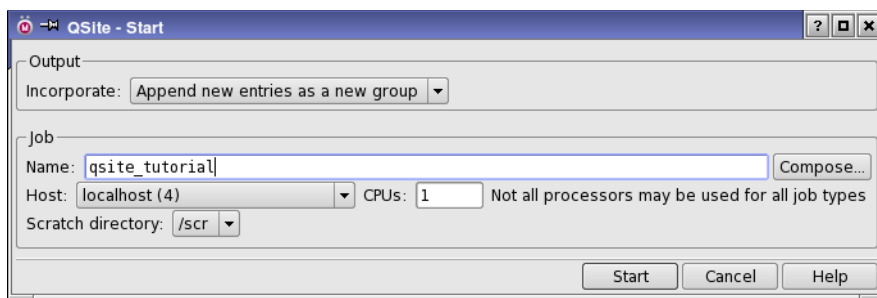 QSite - Start
Output
Incorporate: Append new entries as a new group
Job
Name: qsite_tutorial Compose...
Host: localhost (4) CPUs: 1 Not all processors may be used for all job types
Scratch directory: /scr
Start Cancel Help